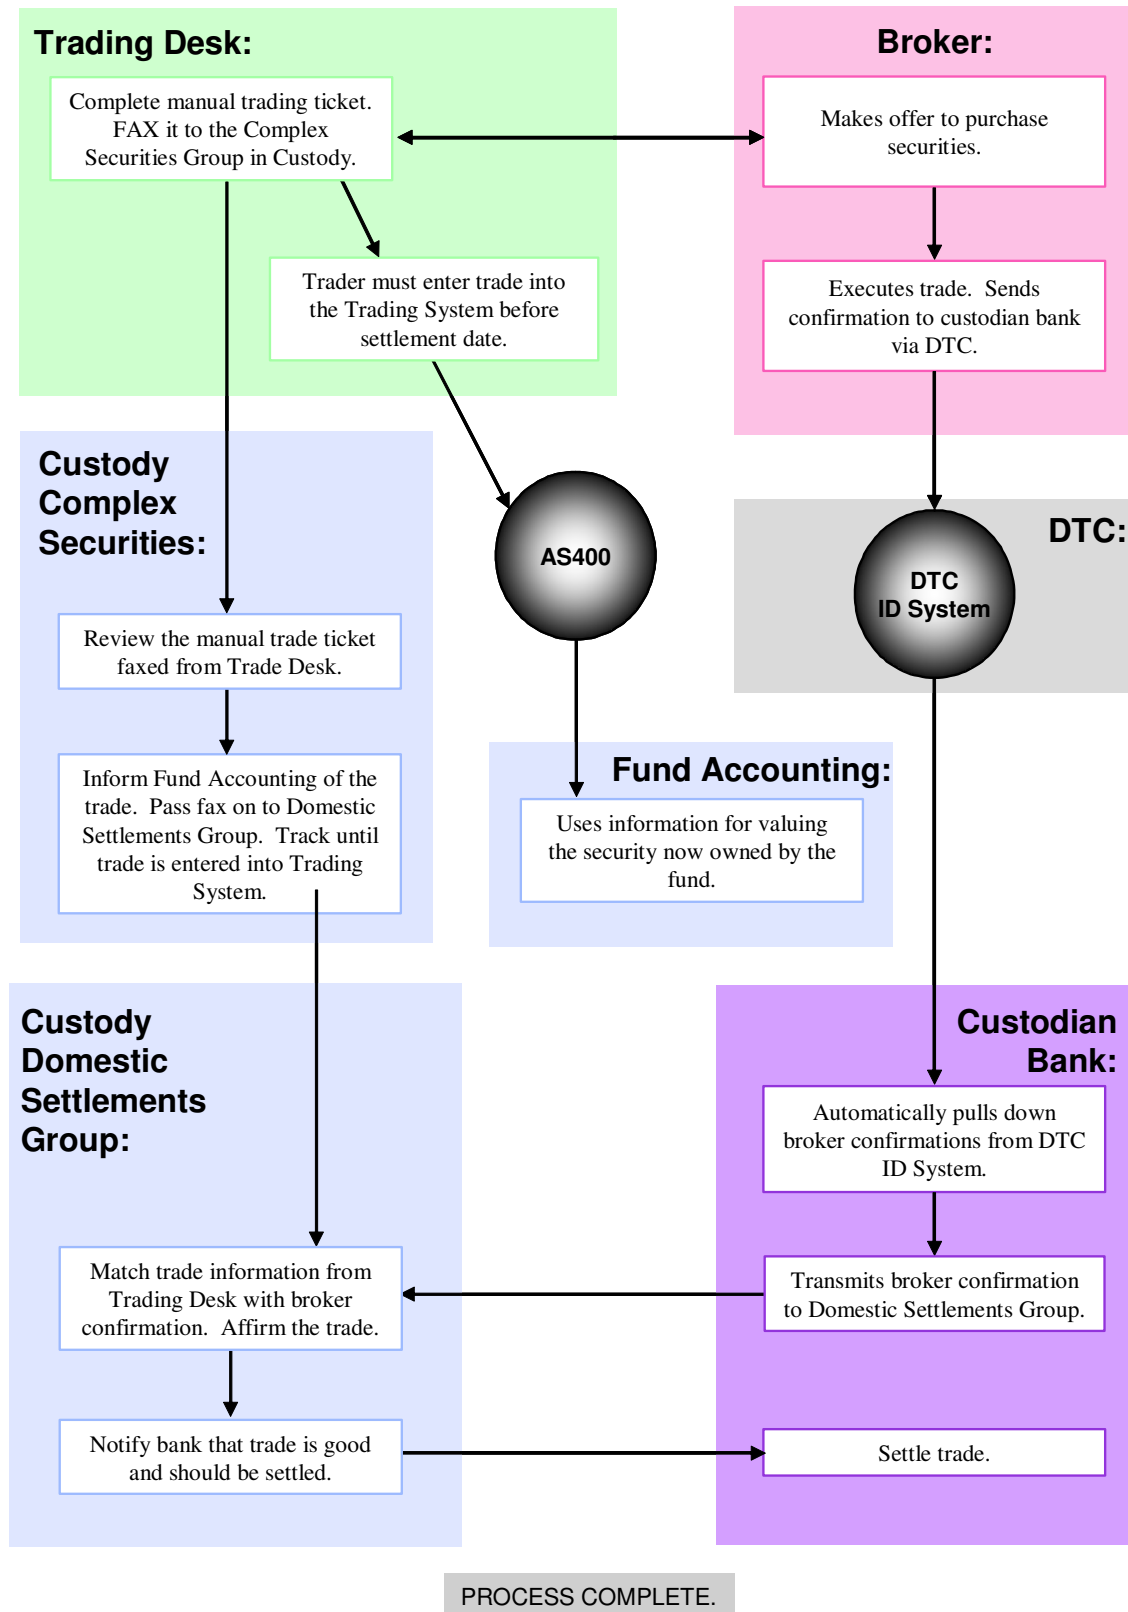 Trading Desk:
Complete manual trading ticket.
FAX it to the Complex
Securities Group in Custody.
Trader must enter trade into
the Trading System before
settlement date.
Broker:
Makes offer to purchase
securities.
Executes trade.  Sends
confirmation to custodian bank
via DTC.
Custody
Complex
Securities:
Review the manual trade ticket
faxed from Trade Desk.
Inform Fund Accounting of the
trade.  Pass fax on to Domestic
Settlements Group.  Track until
trade is entered into Trading
System.
AS400
DTC:
DTC
ID System
Fund Accounting:
Uses information for valuing
the security now owned by the
fund.
Custody
Domestic
Settlements
Group:
Match trade information from
Trading Desk with broker
confirmation.  Affirm the trade.
Notify bank that trade is good
and should be settled.
Custodian
Bank:
Automatically pulls down
broker confirmations from DTC
ID System.
Transmits broker confirmation
to Domestic Settlements Group.
Settle trade.
PROCESS COMPLETE.